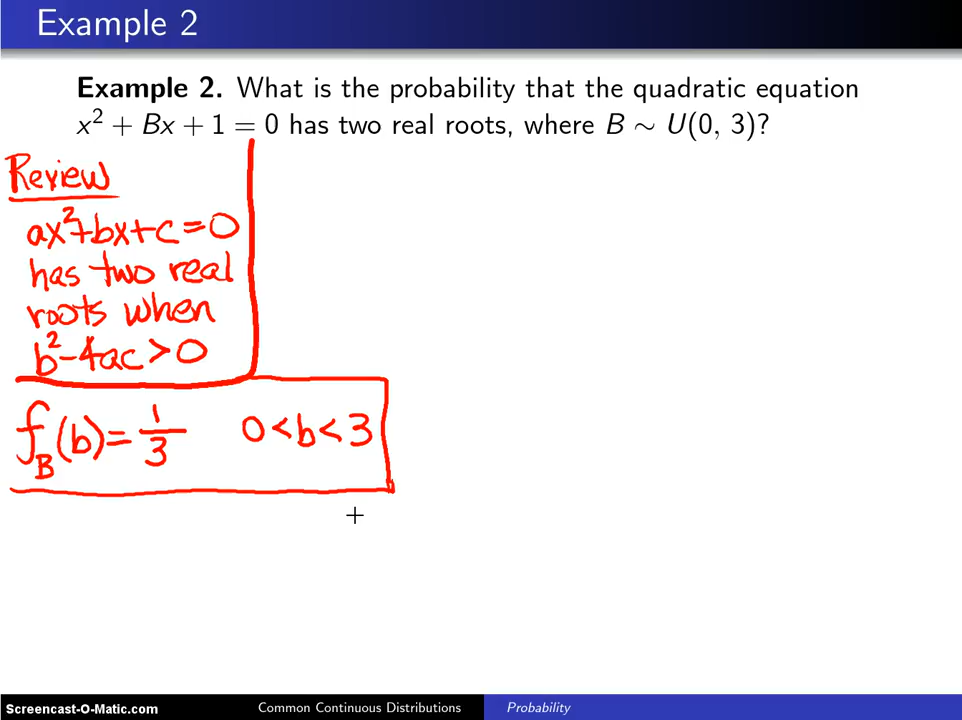 Example 2
Example 2. What is the probability that the quadratic equation
x² + Bx + 1 = 0 has two real roots, where B ∼ U(0, 3)?
Review
ax²+bx+c=0
has two real
roots when
b²-4ac>0
f_B(b)=1/3 0<b<3
Screencast-O-Matic.com Common Continuous Distributions Probability